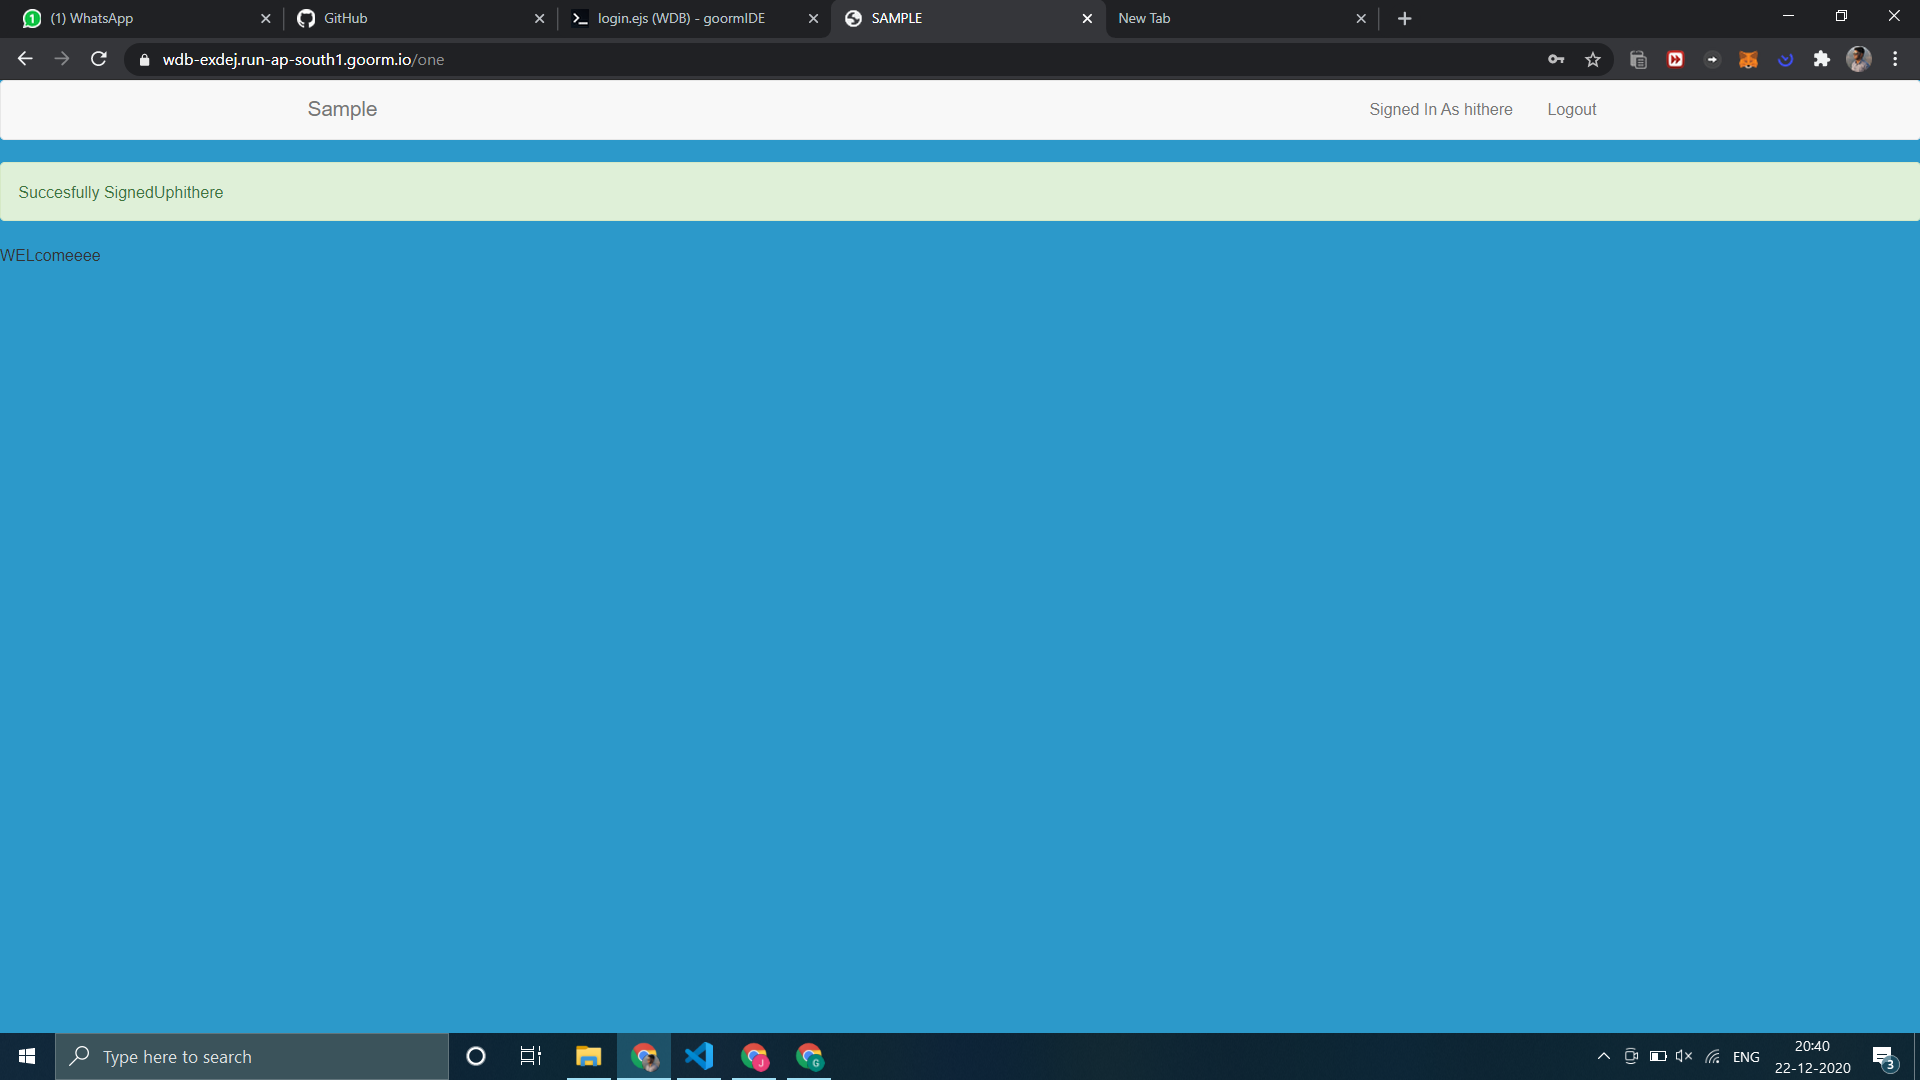 (1) WhatsApp
GitHub
login.ejs (WDB) - goormIDE
SAMPLE
New Tab
wdb-exdej.run-ap-south1.goorm.io/one
Sample
Signed In As hithere
Logout
Succesfully SignedUphithere
WELcomeeee
Type here to search
J
G
ENG
20:40
22-12-2020
3